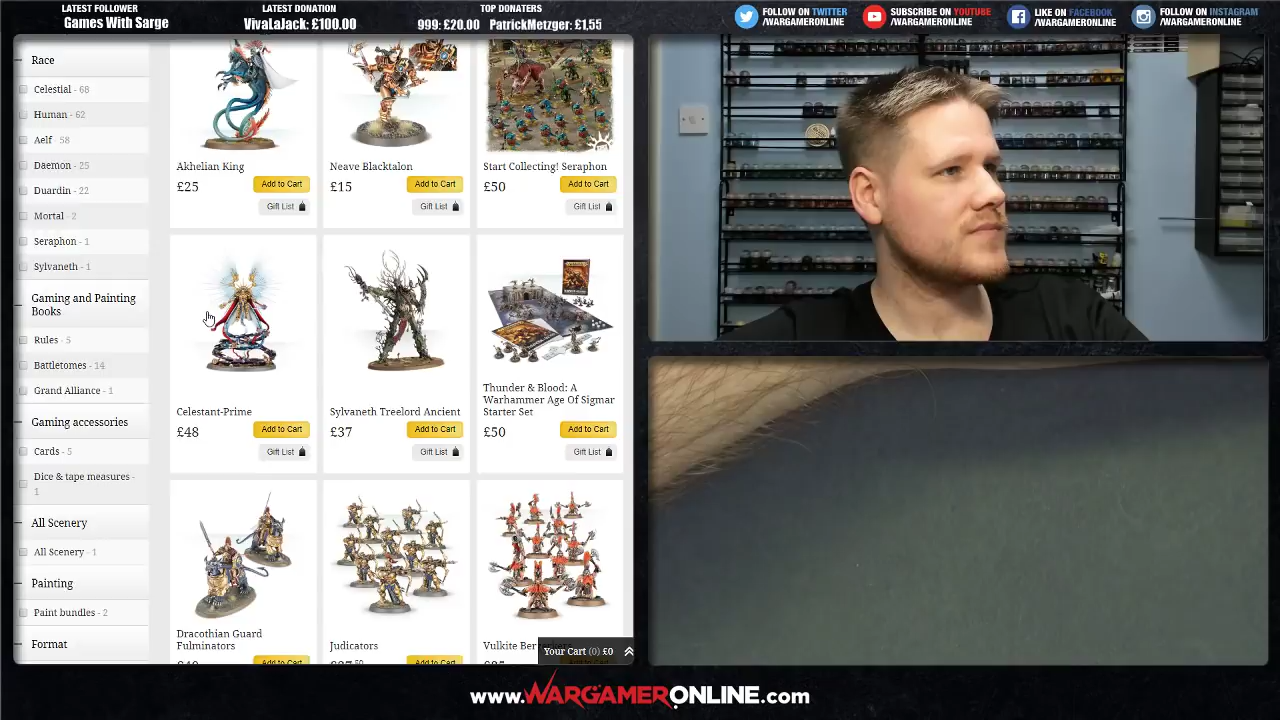 LATEST FOLLOWER
Games With Sarge
LATEST DONATION
VivaLaJack: £100.00
TOP DONATERS
999: £20.00 PatrickMetzger: £1,55
FOLLOW ON TWITTER
/WARGAMERONLINE
SUBSCRIBE ON YOUTUBE
/WARGAMERONLINE
LIKE ON FACEBOOK
/WARGAMERONLINE
FOLLOW ON INSTAGRAM
/WARGAMERONLINE
Race
Celestial - 68
Human - 62
Aelf - 58
Daemon - 25
Duardin - 22
Mortal - 2
Seraphon - 1
Sylvaneth - 1
Gaming and Painting
Books
Rules - 5
Battletomes - 14
Grand Alliance - 1
Gaming accessories
Cards - 5
Dice & tape measures -
1
All Scenery
All Scenery - 1
Painting
Paint bundles - 2
Format
Akhelian King
£25
Add to Cart
Gift List
Neave Blacktalon
£15
Add to Cart
Gift List
Start Collecting! Seraphon
£50
Add to Cart
Gift List
Celestant-Prime
£48
Add to Cart
Gift List
Sylvaneth Treelord Ancient
£37
Add to Cart
Gift List
Thunder & Blood: A
Warhammer Age Of Sigmar
Starter Set
£50
Add to Cart
Gift List
Dracothian Guard
Fulminators
Add to Cart
Judicators
Add to Cart
Vulkite
Your Cart (0) £0
www.WARGAMERONLINE.com